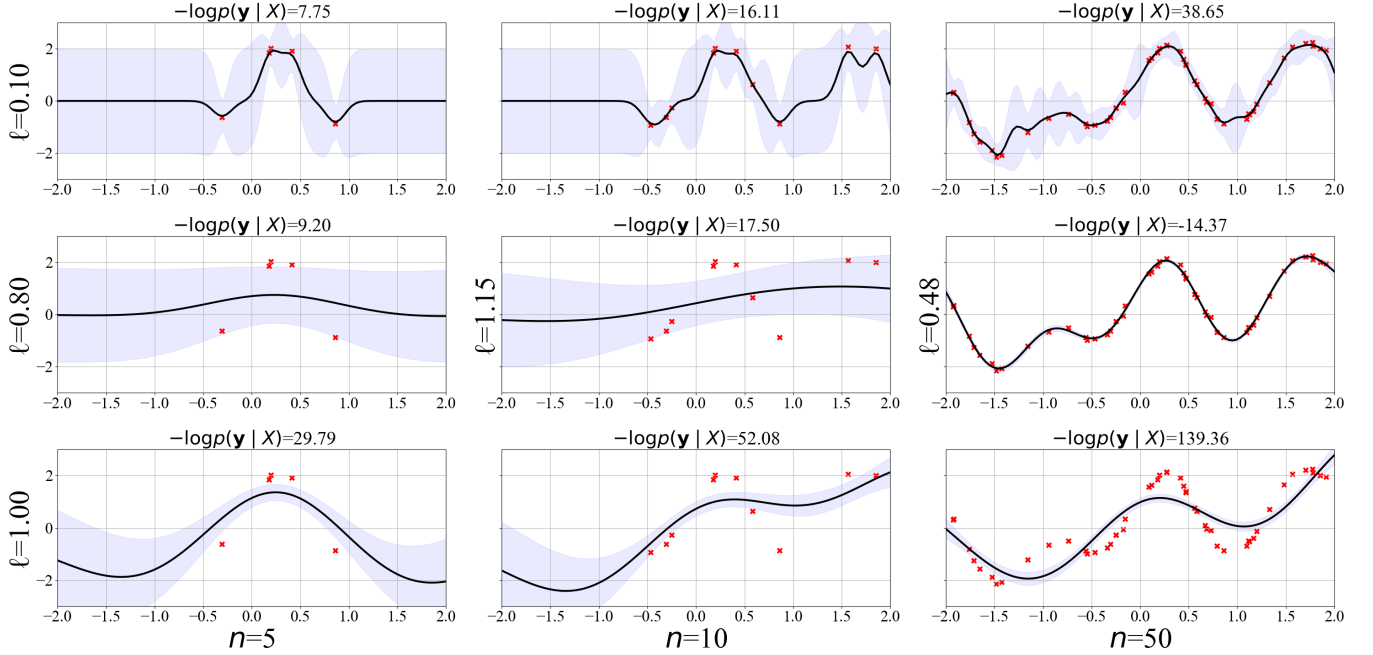 −logp(y | X)=7.75
−logp(y | X)=16.11
−logp(y | X)=38.65
ℓ=0.10
2
0
−2
−2.0 −1.5 −1.0 −0.5 0.0 0.5 1.0 1.5 2.0
−2.0 −1.5 −1.0 −0.5 0.0 0.5 1.0 1.5 2.0
−2.0 −1.5 −1.0 −0.5 0.0 0.5 1.0 1.5 2.0
−logp(y | X)=9.20
−logp(y | X)=17.50
−logp(y | X)=-14.37
ℓ=0.80
2
0
−2
ℓ=1.15
ℓ=0.48
−2.0 −1.5 −1.0 −0.5 0.0 0.5 1.0 1.5 2.0
−2.0 −1.5 −1.0 −0.5 0.0 0.5 1.0 1.5 2.0
−2.0 −1.5 −1.0 −0.5 0.0 0.5 1.0 1.5 2.0
−logp(y | X)=29.79
−logp(y | X)=52.08
−logp(y | X)=139.36
ℓ=1.00
2
0
−2
−2.0 −1.5 −1.0 −0.5 0.0 0.5 1.0 1.5 2.0
−2.0 −1.5 −1.0 −0.5 0.0 0.5 1.0 1.5 2.0
−2.0 −1.5 −1.0 −0.5 0.0 0.5 1.0 1.5 2.0
n=5
n=10
n=50